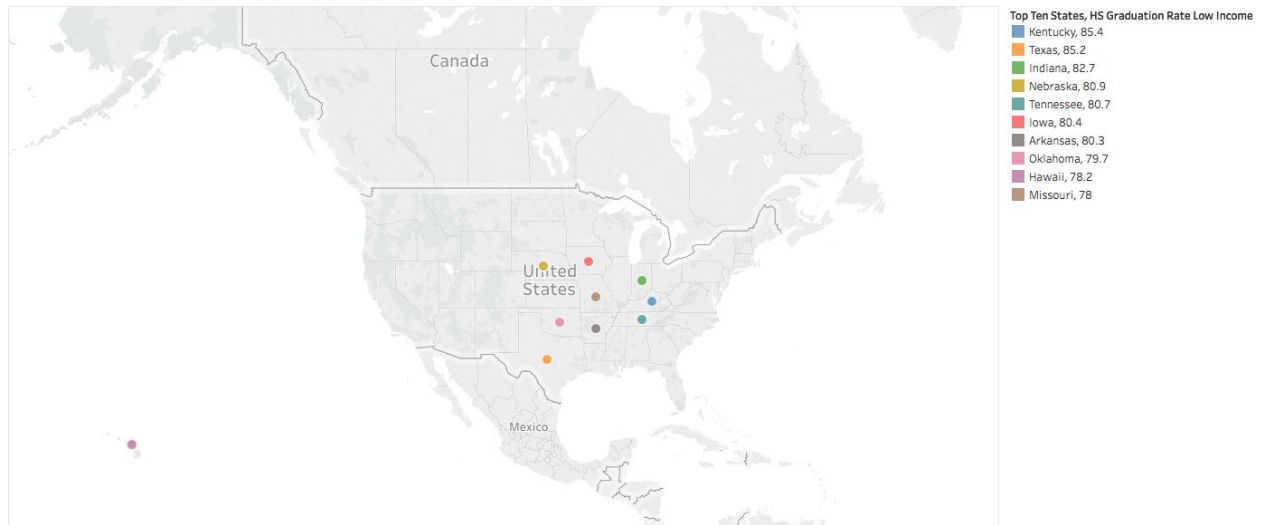 Canada
United
States
Mexico
Top Ten States, HS Graduation Rate Low Income
Kentucky, 85.4
Texas, 85.2
Indiana, 82.7
Nebraska, 80.9
Tennessee, 80.7
Iowa, 80.4
Arkansas, 80.3
Oklahoma, 79.7
Hawaii, 78.2
Missouri, 78